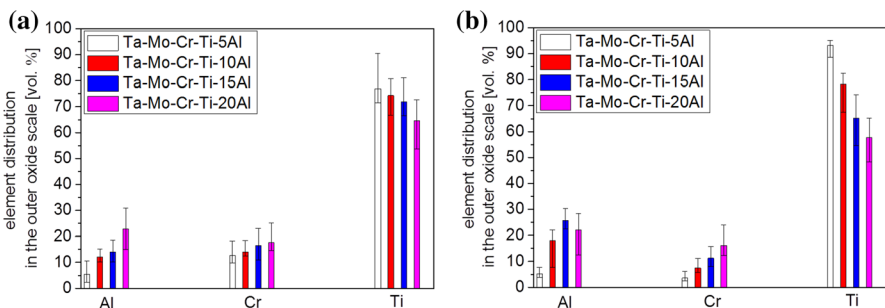 (a)
element distribution
in the outer oxide scale [vol. %]
100
90
80
70
60
50
40
30
20
10
0
Ta-Mo-Cr-Ti-5Al
Ta-Mo-Cr-Ti-10Al
Ta-Mo-Cr-Ti-15Al
Ta-Mo-Cr-Ti-20Al
Al
Cr
Ti
(b)
element distribution
in the outer oxide scale [vol. %]
100
90
80
70
60
50
40
30
20
10
0
Ta-Mo-Cr-Ti-5Al
Ta-Mo-Cr-Ti-10Al
Ta-Mo-Cr-Ti-15Al
Ta-Mo-Cr-Ti-20Al
Al
Cr
Ti